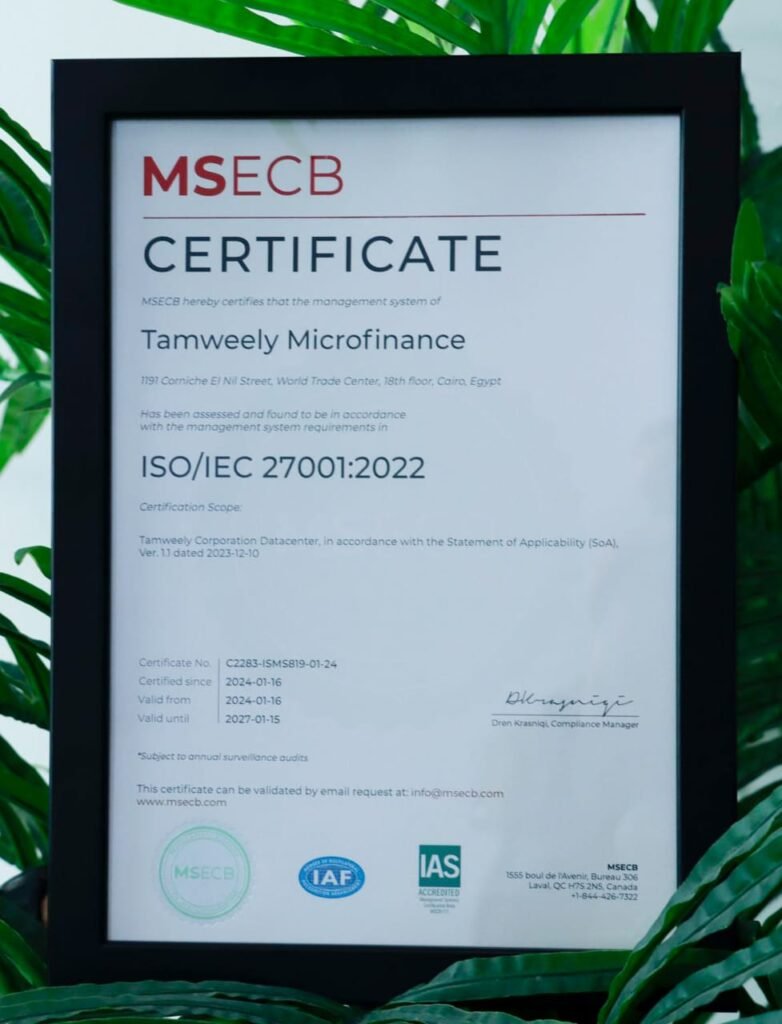 MSECB
CERTIFICATE
MSECB hereby certifies that the management system of
Tamweely Microfinance
1191 Corniche El Nil Street, World Trade Center, 18th floor, Cairo, Egypt
Has been assessed and found to be in accordance
with the management system requirements in
ISO/IEC 27001:2022
Certification Scope:
Tamweely Corporation Datacenter, in accordance with the Statement of Applicability (SoA),
Ver. 1.1 dated 2023-12-10
Certificate No. C2283-ISMS819-01-24
Certified since 2024-01-16
Valid from 2024-01-16
Valid until 2027-01-15
Dren Krasniqi, Compliance Manager
*Subject to annual surveillance audits
This certificate can be validated by email request at: info@msecb.com
www.msecb.com
MSECB
IAF
IAS
ACCREDITED
MSECB
1555 boul de l'Avenir, Bureau 306
Laval, QC H7S 2N5, Canada
+1-844-426-7322